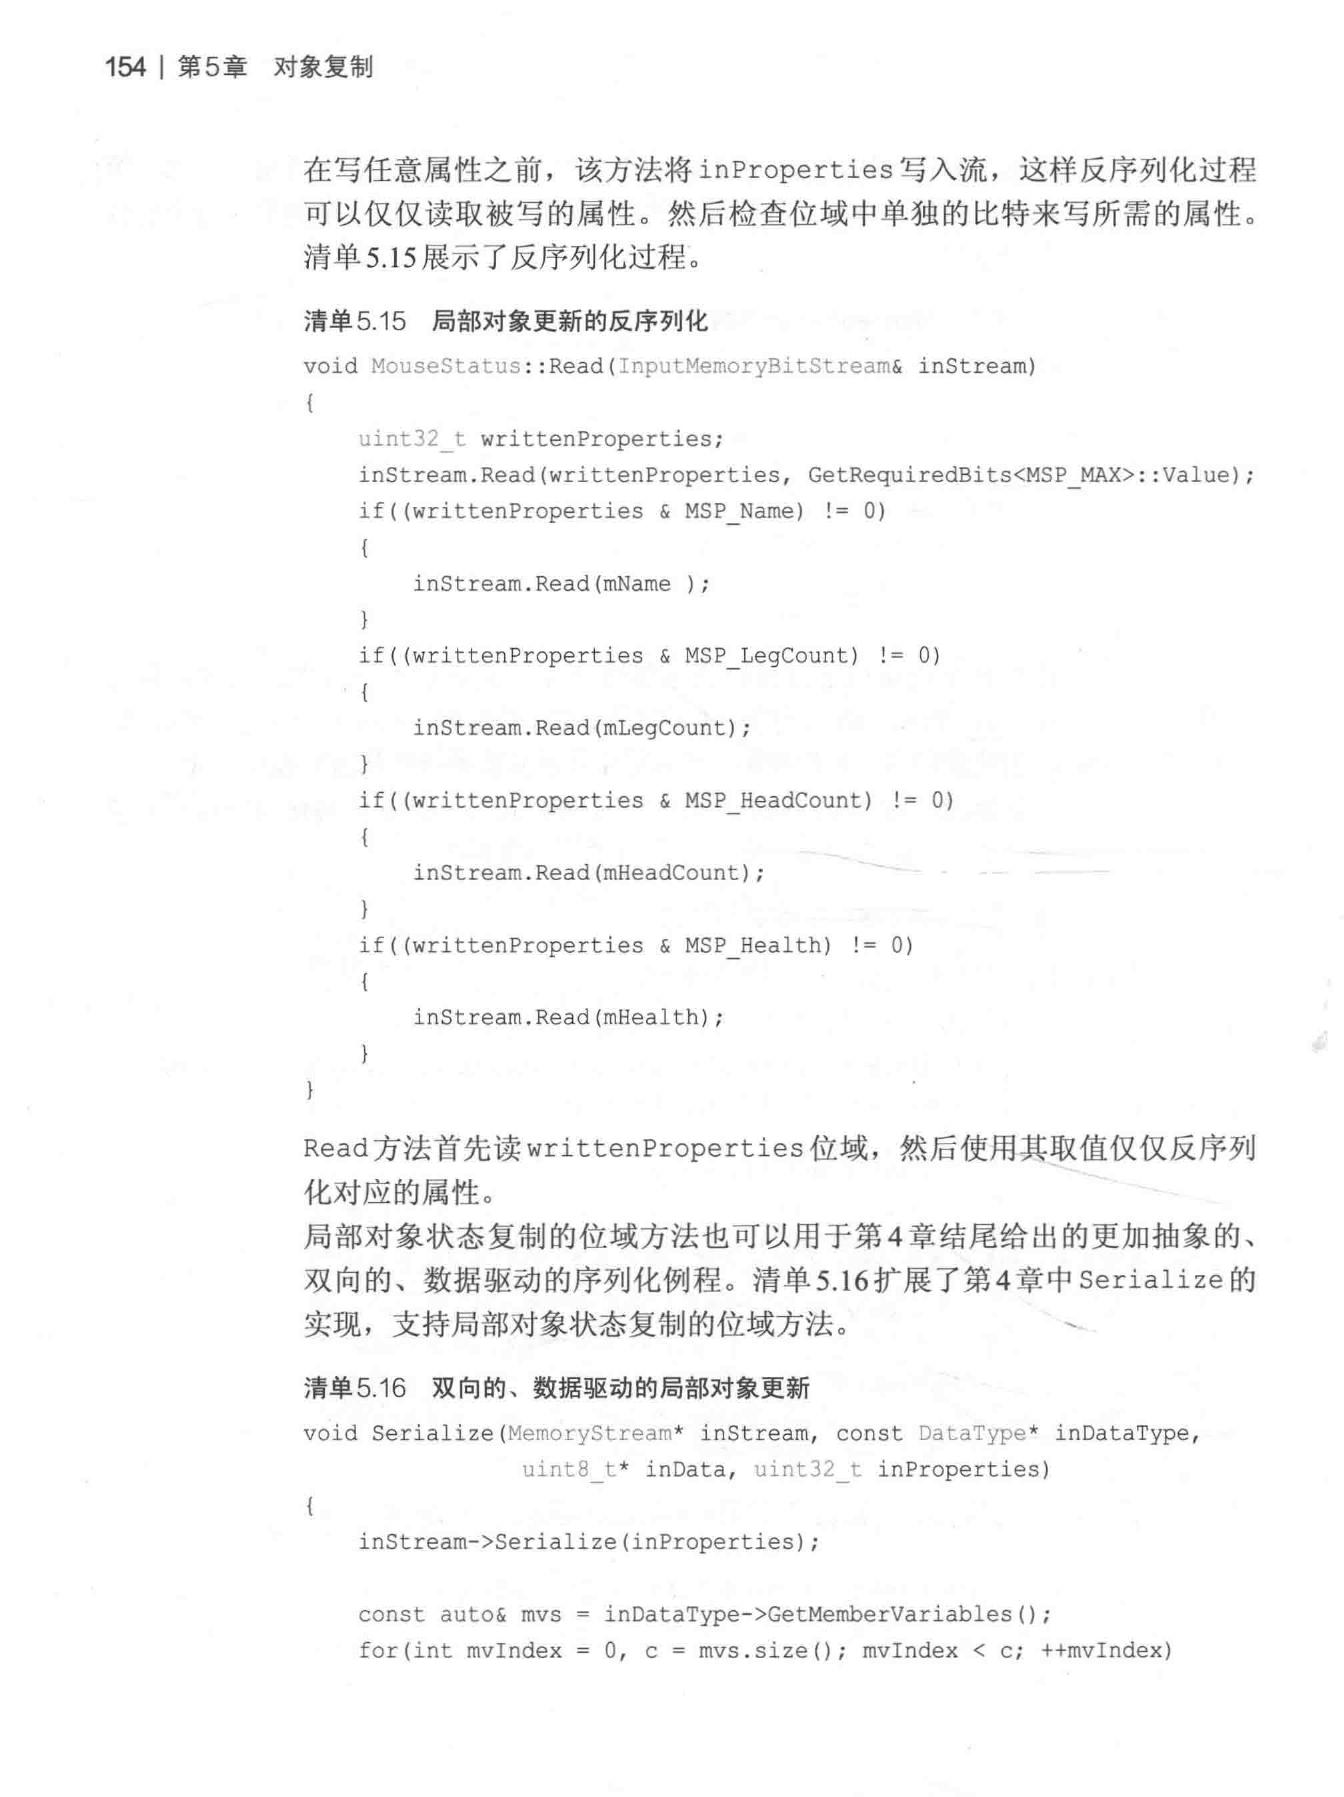 154 | 第5章 对象复制
在写任意属性之前，该方法将inProperties写入流，这样反序列化过程
可以仅仅读取被写的属性。然后检查位域中单独的比特来写所需的属性。
清单5.15展示了反序列化过程。
清单5.15 局部对象更新的反序列化
void MouseStatus::Read(InputMemoryBitStream& inStream)
{
    uint32_t writtenProperties;
    inStream.Read(writtenProperties, GetRequiredBits<MSP_MAX>::Value);
    if((writtenProperties & MSP_Name) != 0)
    {
        inStream.Read(mName );
    }
    if((writtenProperties & MSP_LegCount) != 0)
    {
        inStream.Read(mLegCount);
    }
    if((writtenProperties & MSP_HeadCount) != 0)
    {
        inStream.Read(mHeadCount);
    }
    if((writtenProperties & MSP_Health) != 0)
    {
        inStream.Read(mHealth);
    }
}
Read方法首先读writtenProperties位域，然后使用其取值仅仅反序列
化对应的属性。
局部对象状态复制的位域方法也可以用于第4章结尾给出的更加抽象的、
双向的、数据驱动的序列化例程。清单5.16扩展了第4章中Serialize的
实现，支持局部对象状态复制的位域方法。
清单5.16 双向的、数据驱动的局部对象更新
void Serialize(MemoryStream* inStream, const DataType* inDataType,
                uint8_t* inData, uint32_t inProperties)
{
    inStream->Serialize(inProperties);
    const auto& mvs = inDataType->GetMemberVariables();
    for(int mvIndex = 0, c = mvs.size(); mvIndex < c; ++mvIndex)